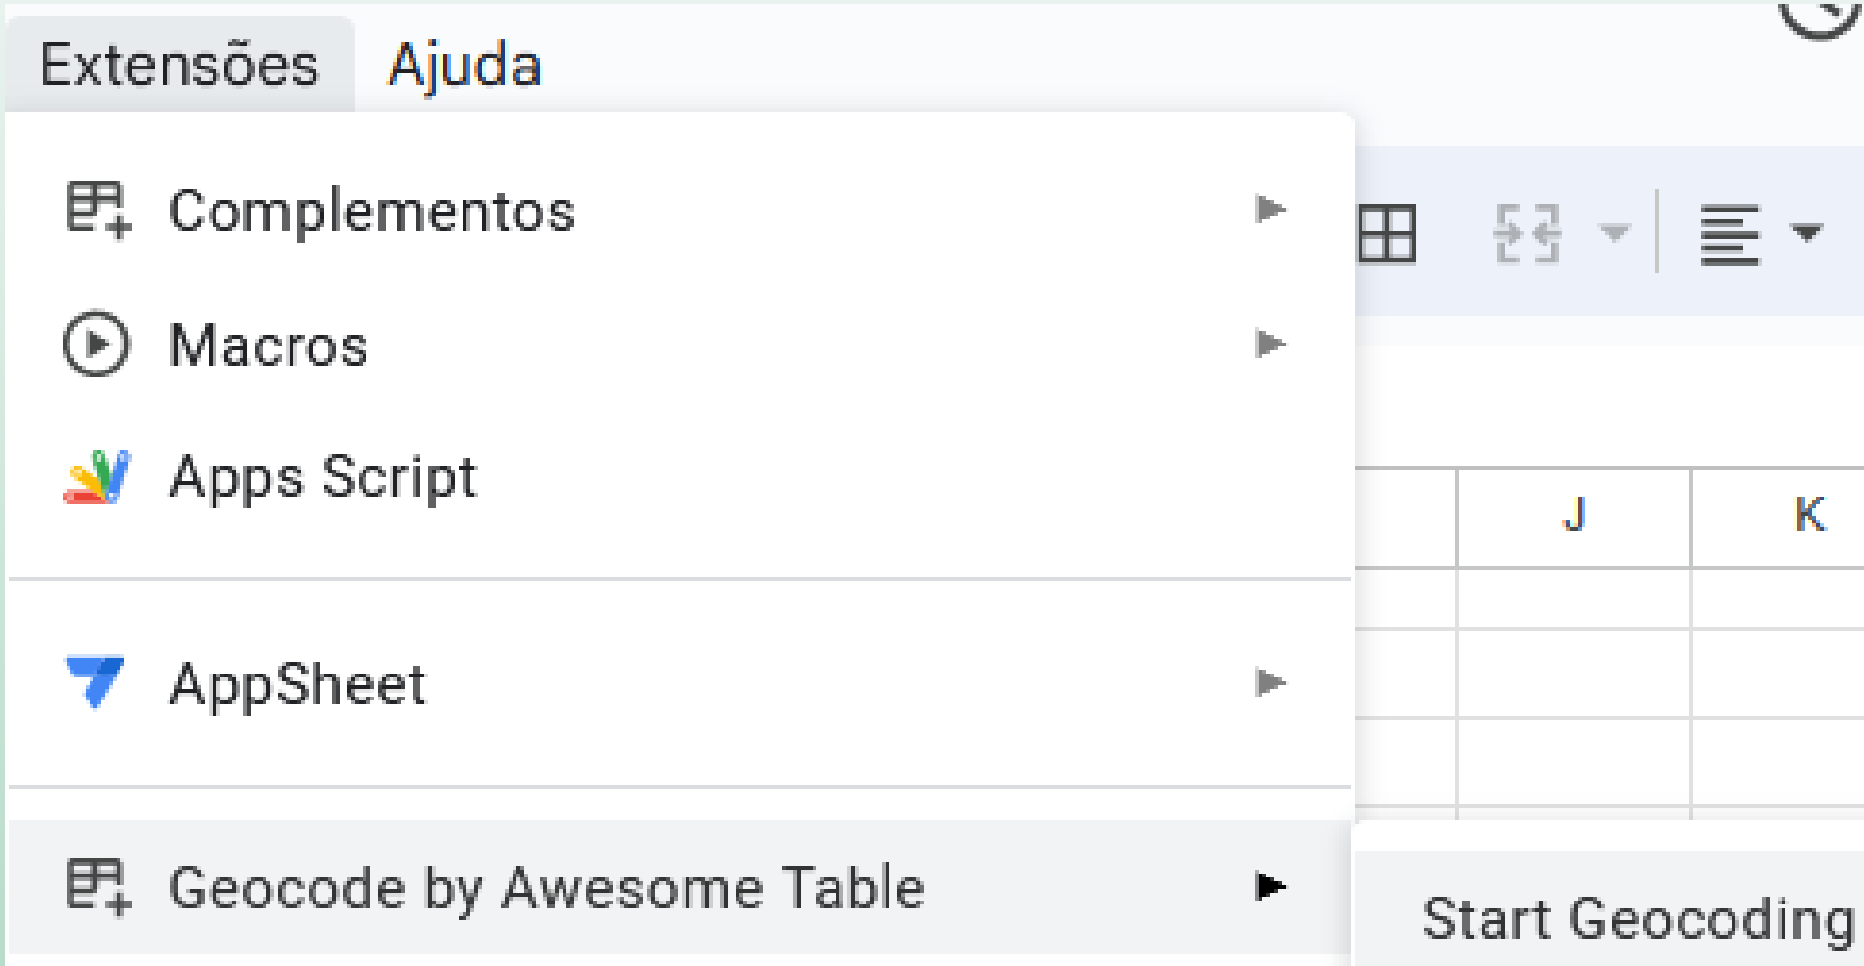 Extensões Ajuda
Complementos
Macros
Apps Script
J K
AppSheet
Geocode by Awesome Table
Start Geocoding